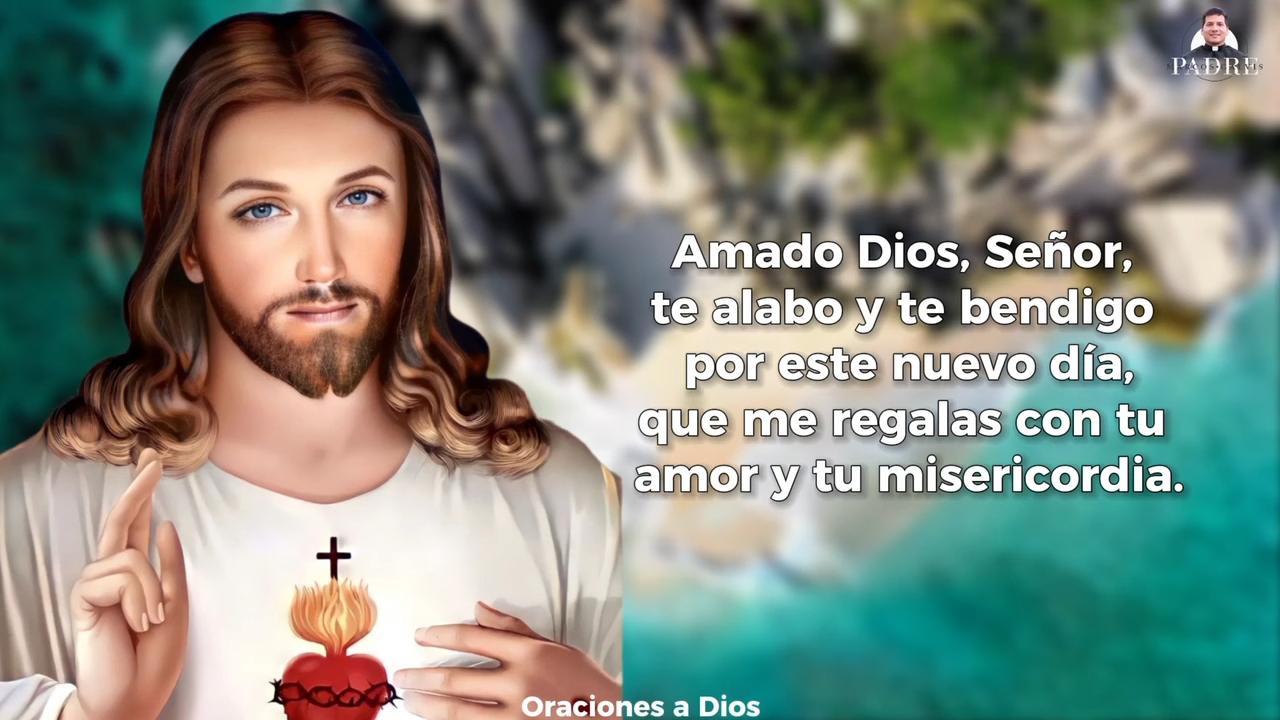 PADRE
Amado Dios, Señor,
te alabo y te bendigo
por este nuevo día,
que me regalas con tu
amor y tu misericordia.
Oraciones a Dios